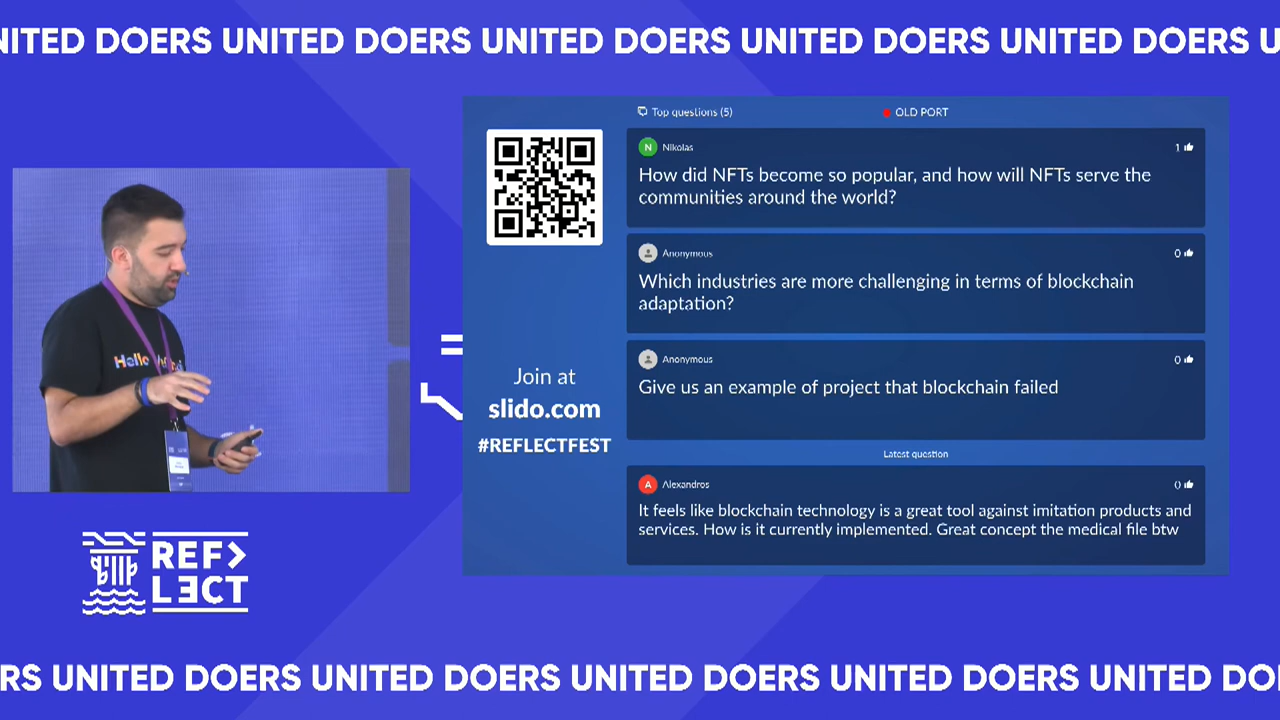 NITED DOERS UNITED DOERS UNITED DOERS UNITED DOERS UNITED DOERS U
Top questions (5)
OLD PORT
N Nikolas
1
How did NFTs become so popular, and how will NFTs serve the
communities around the world?
Anonymous
0
Which industries are more challenging in terms of blockchain
adaptation?
Anonymous
0
Give us an example of project that blockchain failed
Latest question
A Alexandros
0
It feels like blockchain technology is a great tool against imitation products and
services. How is it currently implemented. Great concept the medical file btw
Join at
slido.com
#REFLECTFEST
Hello
REF>
LECT
RS UNITED DOERS UNITED DOERS UNITED DOERS UNITED DOERS UNITED DO